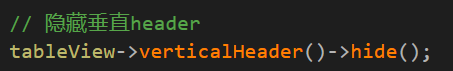 // 隐藏垂直header
tableView->verticalHeader()->hide();